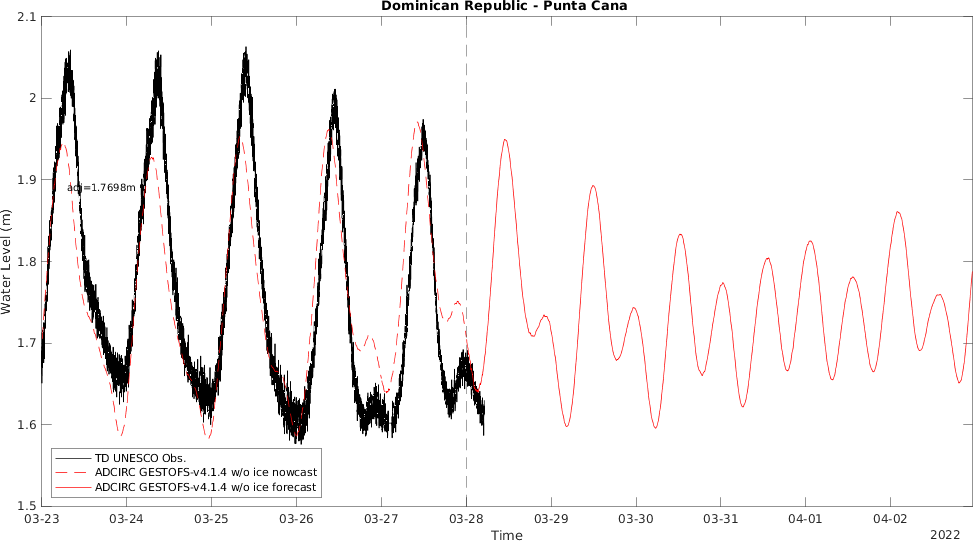 Dominican Republic - Punta Cana
2.1
2
1.9
1.8
1.7
1.6
1.5
Water Level (m)
adj=1.7698m
TD UNESCO Obs.
ADCIRC GESTOFS-v4.1.4 w/o ice nowcast
ADCIRC GESTOFS-v4.1.4 w/o ice forecast
03-23 03-24 03-25 03-26 03-27 03-28 03-29 03-30 03-31 04-01 04-02
Time
2022